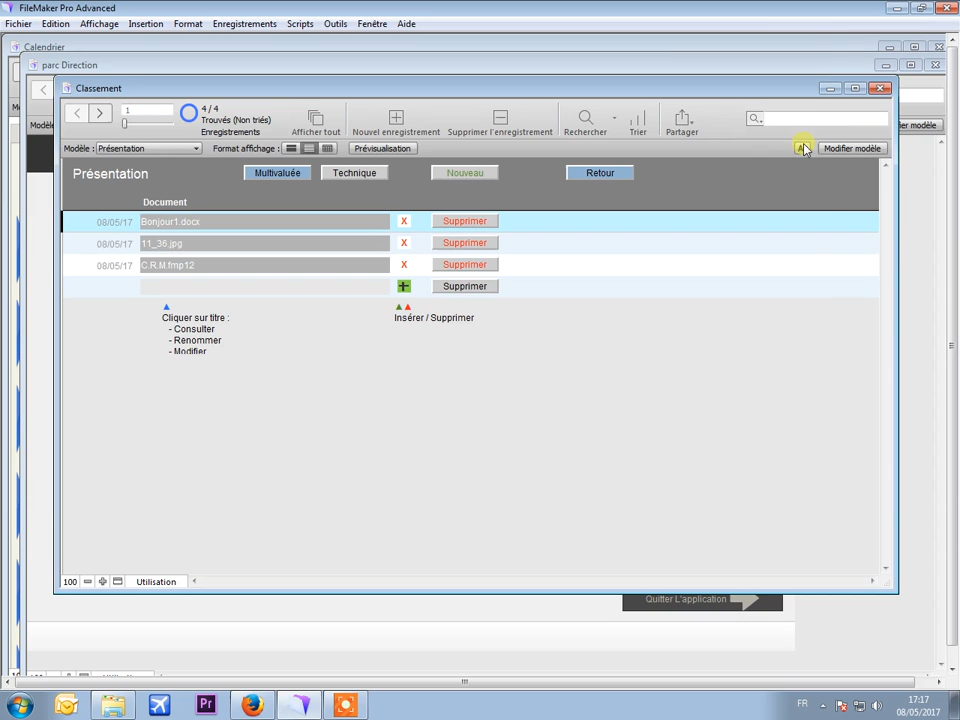 FileMaker Pro Advanced
Fichier Edition Affichage Insertion Format Enregistrements Scripts Outils Fenêtre Aide
Calendrier
parc Direction
Classement
1
4 / 4
Trouvés (Non triés)
Enregistrements
Afficher tout
Nouvel enregistrement
Supprimer l'enregistrement
Rechercher
Trier
Partager
Modèle : Présentation
Format affichage :
Prévisualisation
Modifier modèle
Présentation
Multivaluée
Technique
Nouveau
Retour
Document
08/05/17 Bonjour1.docx X Supprimer
08/05/17 11_36.jpg X Supprimer
08/05/17 C.R.M.fmp12 X Supprimer
Supprimer
Cliquer sur titre :
- Consulter
- Renommer
- Modifier
Insérer / Supprimer
100
Utilisation
Quitter L'application
Pr
FR
17:17
08/05/2017